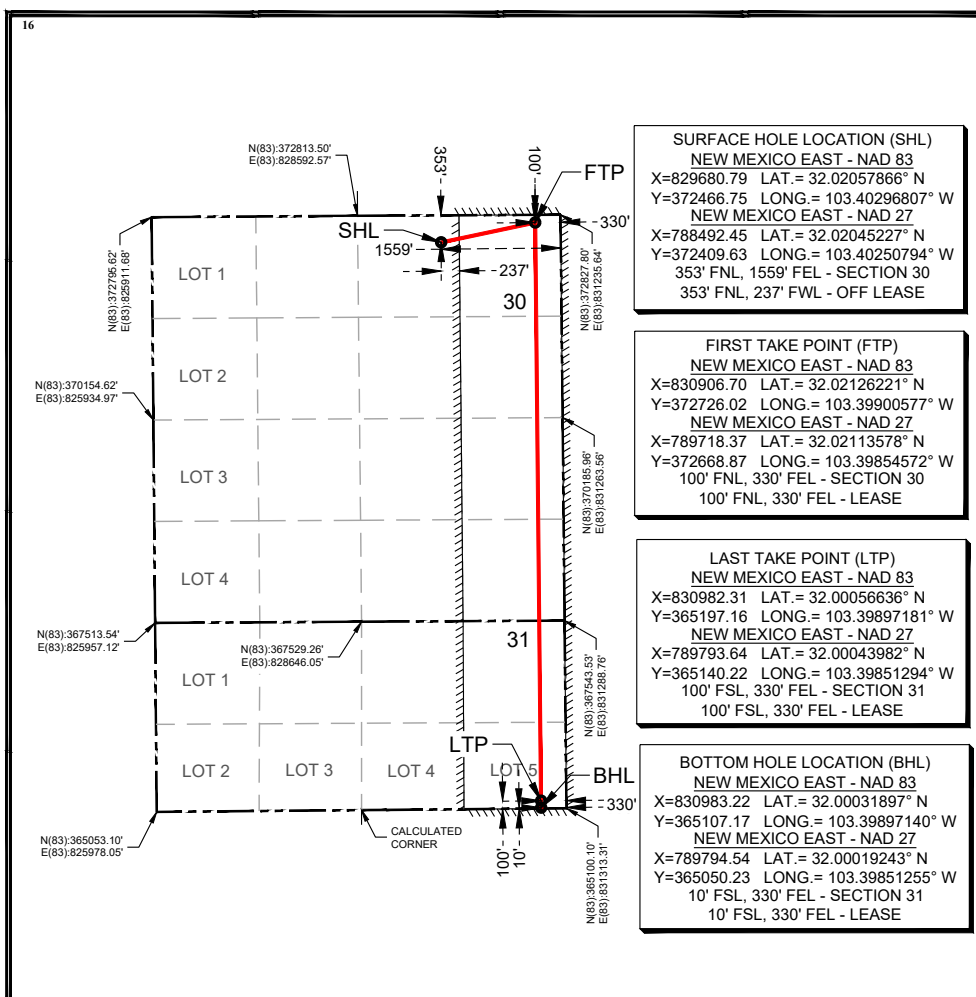 16
N(83):372813.50'
E(83):828592.57'
353'
100'
FTP
330'
SHL
1559'
237'
N(83):372795.62'
E(83):825911.68'
N(83):372827.80'
E(83):831235.64'
LOT 1
30
LOT 2
N(83):370154.62'
E(83):825934.97'
N(83):370185.96'
E(83):831263.56'
LOT 3
LOT 4
N(83):367513.54'
E(83):825957.12'
N(83):367529.26'
E(83):828646.05'
31
N(83):367543.53'
E(83):831288.76'
LOT 1
LTP
LOT 2
LOT 3
LOT 4
LOT 5
BHL
330'
N(83):365053.10'
E(83):825978.05'
CALCULATED
CORNER
100'
10'
N(83):365100.10'
E(83):831313.31'
SURFACE HOLE LOCATION (SHL)
NEW MEXICO EAST - NAD 83
X=829680.79 LAT.= 32.02057866° N
Y=372466.75 LONG.= 103.40296807° W
NEW MEXICO EAST - NAD 27
X=788492.45 LAT.= 32.02045227° N
Y=372409.63 LONG.= 103.40250794° W
353' FNL, 1559' FEL - SECTION 30
353' FNL, 237' FWL - OFF LEASE
FIRST TAKE POINT (FTP)
NEW MEXICO EAST - NAD 83
X=830906.70 LAT.= 32.02126221° N
Y=372726.02 LONG.= 103.39900577° W
NEW MEXICO EAST - NAD 27
X=789718.37 LAT.= 32.02113578° N
Y=372668.87 LONG.= 103.39854572° W
100' FNL, 330' FEL - SECTION 30
100' FNL, 330' FEL - LEASE
LAST TAKE POINT (LTP)
NEW MEXICO EAST - NAD 83
X=830982.31 LAT.= 32.00056636° N
Y=365197.16 LONG.= 103.39897181° W
NEW MEXICO EAST - NAD 27
X=789793.64 LAT.= 32.00043982° N
Y=365140.22 LONG.= 103.39851294° W
100' FSL, 330' FEL - SECTION 31
100' FSL, 330' FEL - LEASE
BOTTOM HOLE LOCATION (BHL)
NEW MEXICO EAST - NAD 83
X=830983.22 LAT.= 32.00031897° N
Y=365107.17 LONG.= 103.39897140° W
NEW MEXICO EAST - NAD 27
X=789794.54 LAT.= 32.00019243° N
Y=365050.23 LONG.= 103.39851255° W
10' FSL, 330' FEL - SECTION 31
10' FSL, 330' FEL - LEASE